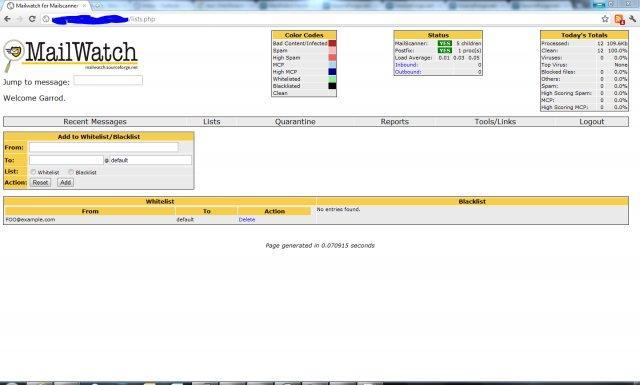 Mailwatch for Mailscanner
lists.php
MailWatch
mailwatch.sourceforge.net
Jump to message:
Welcome Garrod.
Color Codes
Bad Content/Infected
Spam
High Spam
MCP
High MCP
Whitelisted
Blacklisted
Clean
Status
MailScanner: YES 5 children
Postfix: YES 1 proc(s)
Load Average: 0.01 0.03 0.05
Inbound: 0
Outbound: 0
Today's Totals
Processed: 12 109.6Kb
Clean: 12 100.0%
Viruses: 0 0.0%
Top Virus: None
Blocked files: 0 0.0%
Others: 0 0.0%
Spam: 0 0.0%
High Scoring Spam: 0 0.0%
MCP: 0 0.0%
High Scoring MCP: 0 0.0%
Recent Messages Lists Quarantine Reports Tools/Links Logout
Add to Whitelist/Blacklist
From:
To: @ default
List: Whitelist Blacklist
Action: Reset Add
Whitelist
From To Action
FOO@example.com default Delete
Blacklist
No entries found.
Page generated in 0.070915 seconds